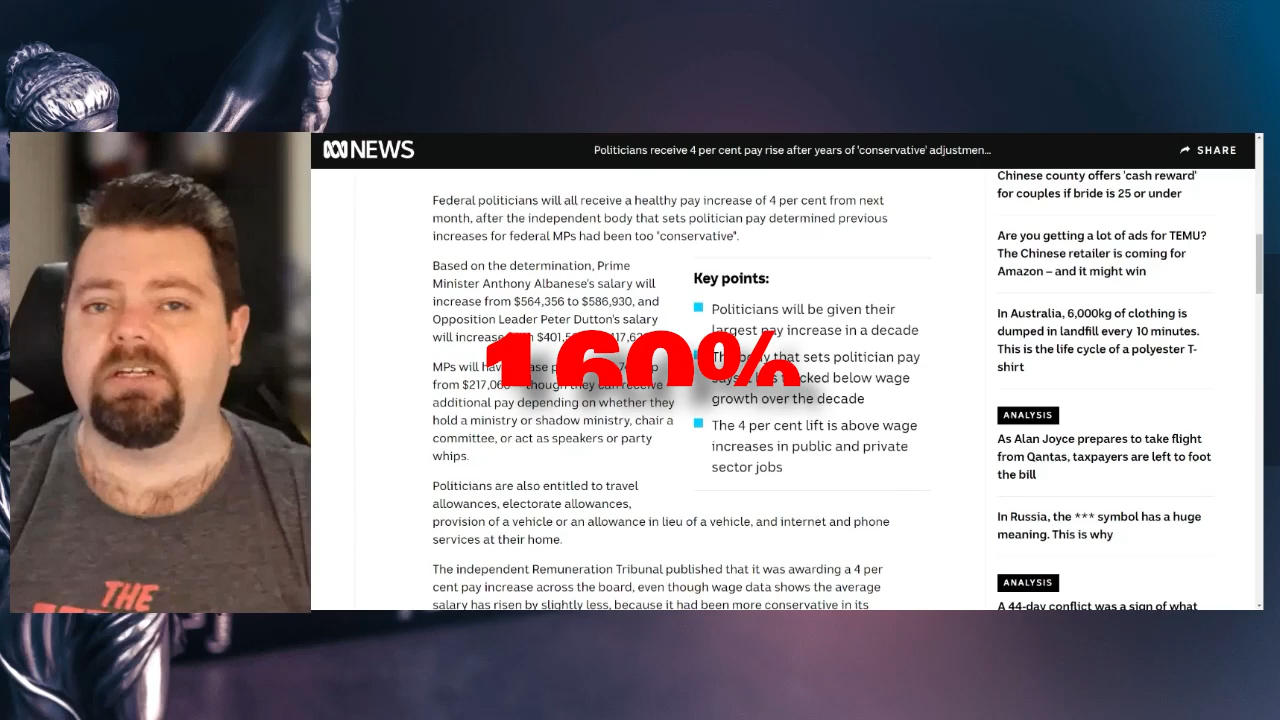 NEWS
Politicians receive 4 per cent pay rise after years of 'conservative' adjustmen...
SHARE
Federal politicians will all receive a healthy pay increase of 4 per cent from next
month, after the independent body that sets politician pay determined previous
increases for federal MPs had been too "conservative".
Based on the determination, Prime
Minister Anthony Albanese's salary will
increase from $564,356 to $586,930, and
Opposition Leader Peter Dutton's salary
will increase
MPs will
from
though they can receive
additional pay depending on whether they
hold a ministry or shadow ministry, chair a
committee, or act as speakers or party
whips.
Key points:
Politicians will be given their
largest pay increase in a decade
body that sets politician pay
below wage
growth over the decade
The 4 per cent lift is above wage
increases in public and private
sector jobs
160%
Politicians are also entitled to travel
allowances, electorate allowances,
provision of a vehicle or an allowance in lieu of a vehicle, and internet and phone
services at their home.
The independent Remuneration Tribunal published that it was awarding a 4 per
cent pay increase across the board, even though wage data shows the average
salary has risen by slightly less, because it had been more conservative in its
Chinese county offers 'cash reward'
for couples if bride is 25 or under
Are you getting a lot of ads for TEMU?
The Chinese retailer is coming for
Amazon – and it might win
In Australia, 6,000kg of clothing is
dumped in landfill every 10 minutes.
This is the life cycle of a polyester T-
shirt
ANALYSIS
As Alan Joyce prepares to take flight
from Qantas, taxpayers are left to foot
the bill
In Russia, the *** symbol has a huge
meaning. This is why
ANALYSIS
A 44-day conflict was a sign of what
THE